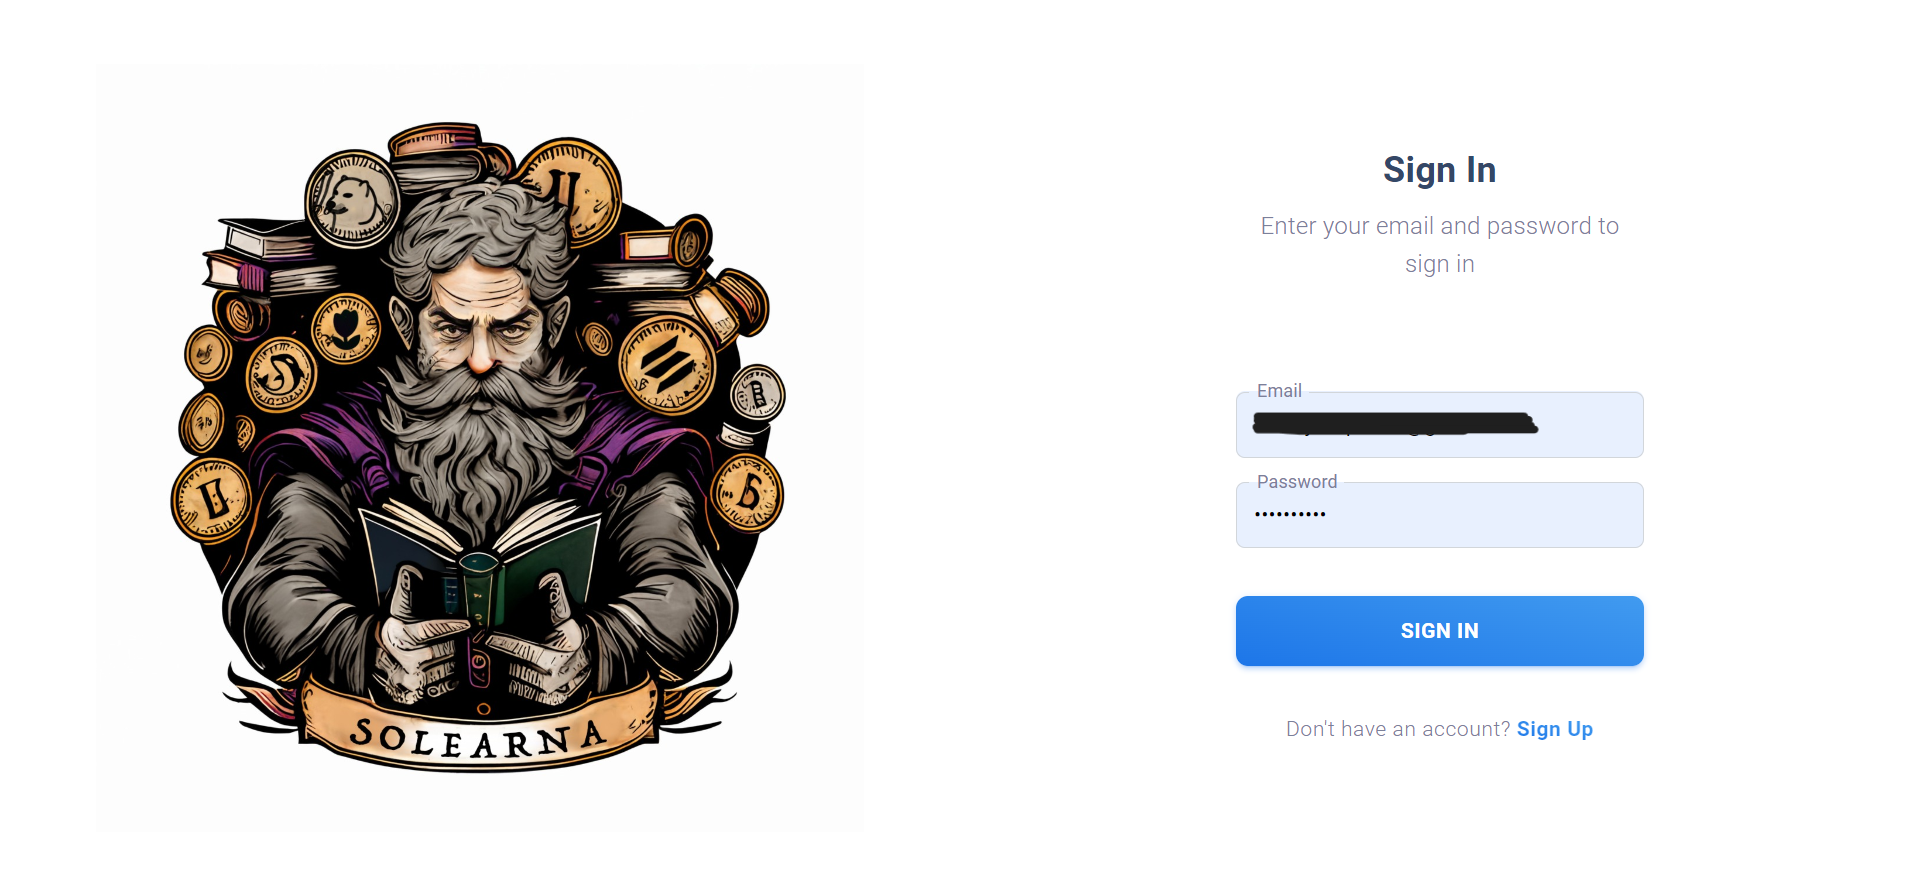 SOLEARNA
Sign In
Enter your email and password to
sign in
Email
Password
SIGN IN
Don't have an account? Sign Up